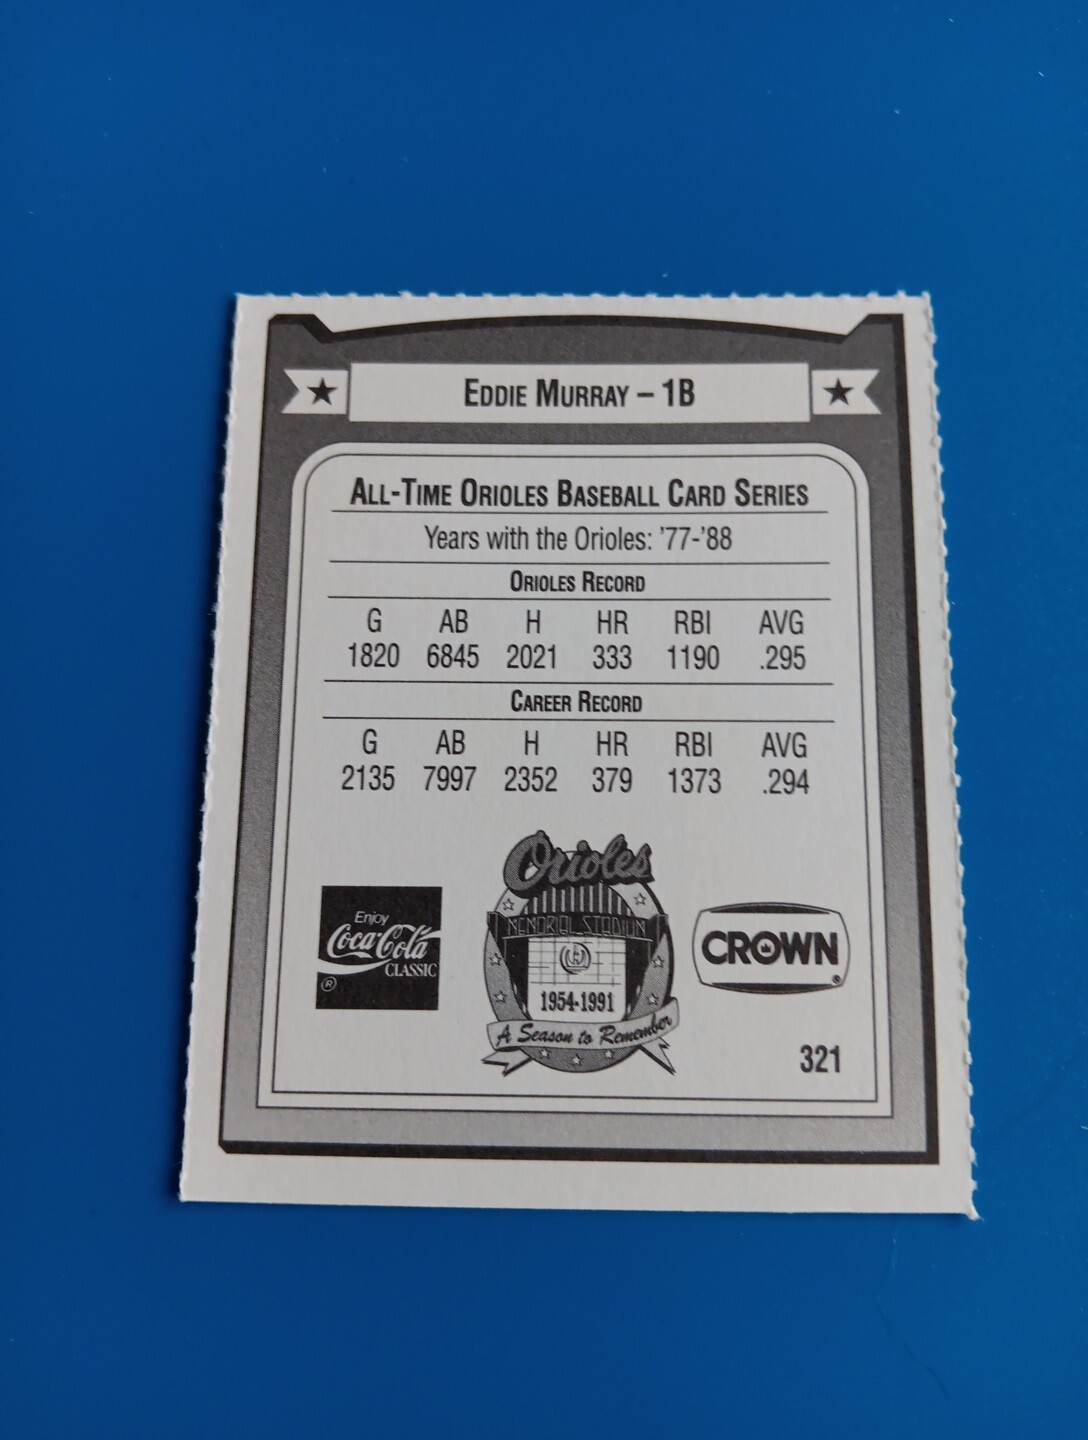 EDDIE MURRAY – 1B
ALL-TIME ORIOLES BASEBALL CARD SERIES
Years with the Orioles: '77-'88
ORIOLES RECORD
G AB H HR RBI AVG
1820 6845 2021 333 1190 .295
CAREER RECORD
G AB H HR RBI AVG
2135 7997 2352 379 1373 .294
Enjoy
Coca-Cola
CLASSIC
®
Orioles
MEMORIAL STADIUM
1954-1991
A Season to Remember
CROWN
®
321